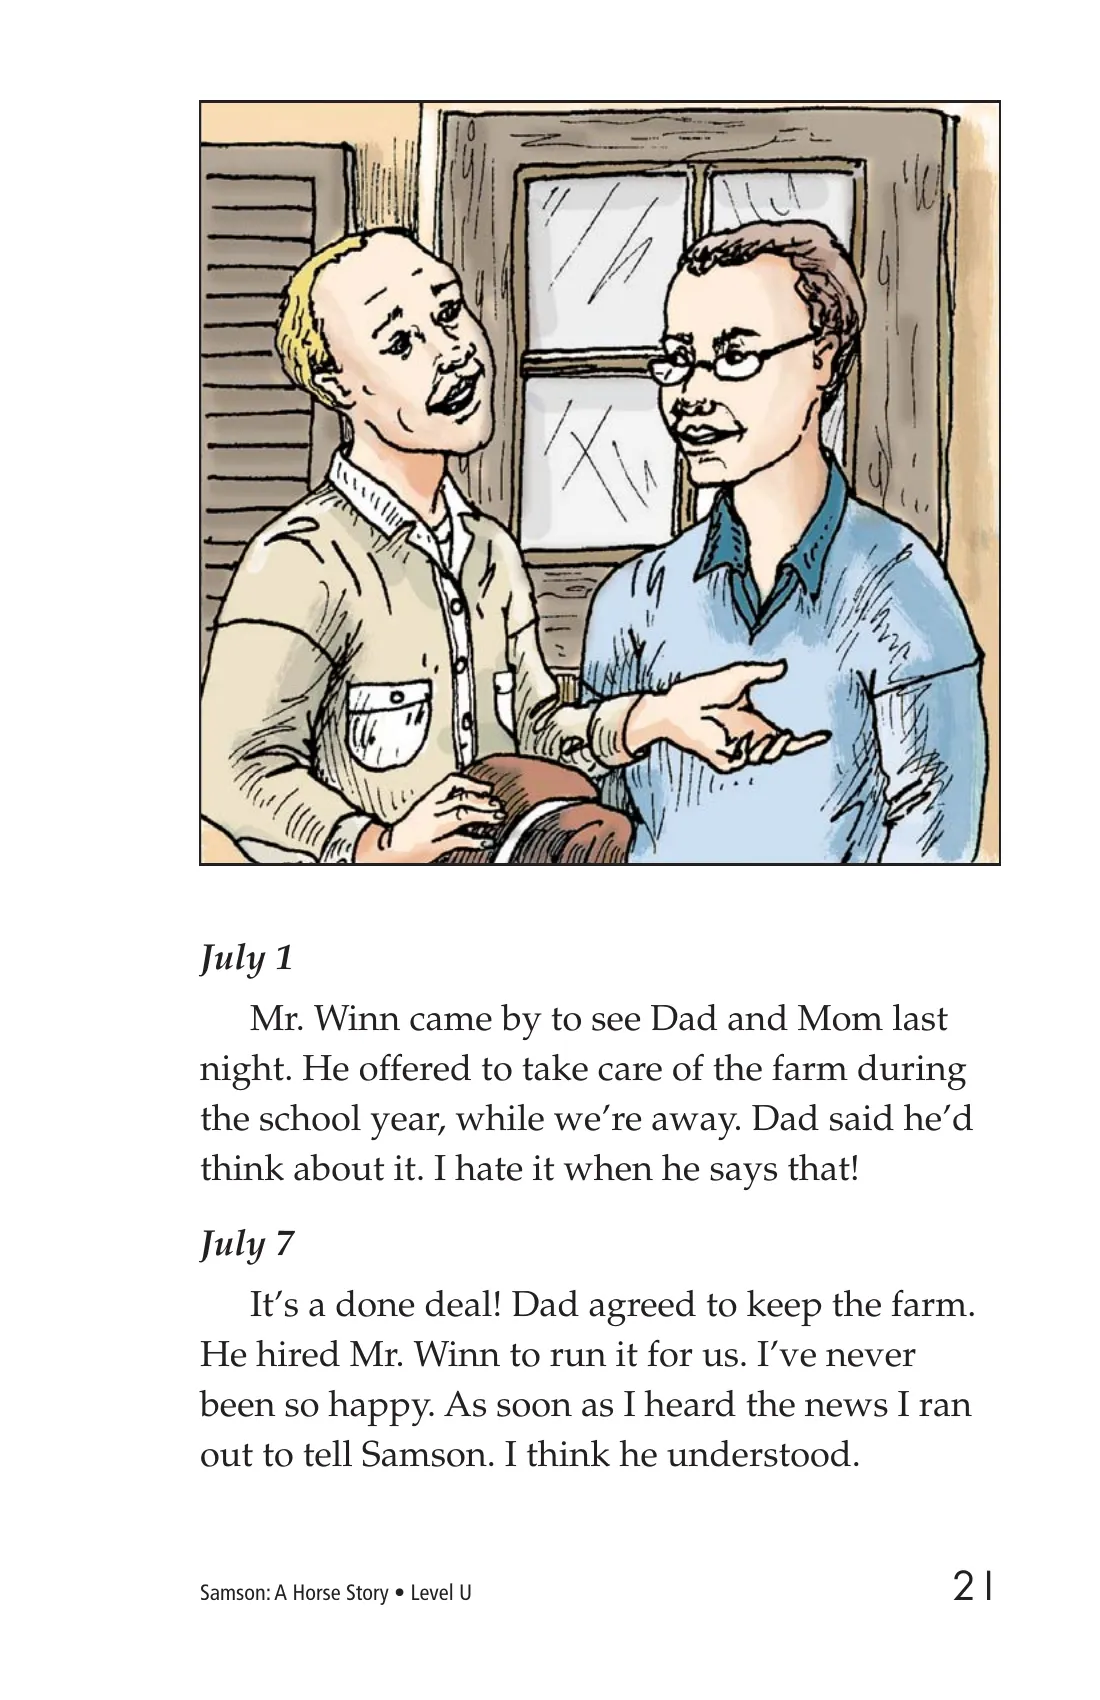 July 1
Mr. Winn came by to see Dad and Mom last
night. He offered to take care of the farm during
the school year, while we’re away. Dad said he’d
think about it. I hate it when he says that!
July 7
It’s a done deal! Dad agreed to keep the farm.
He hired Mr. Winn to run it for us. I’ve never
been so happy. As soon as I heard the news I ran
out to tell Samson. I think he understood.
Samson: A Horse Story • Level U 21